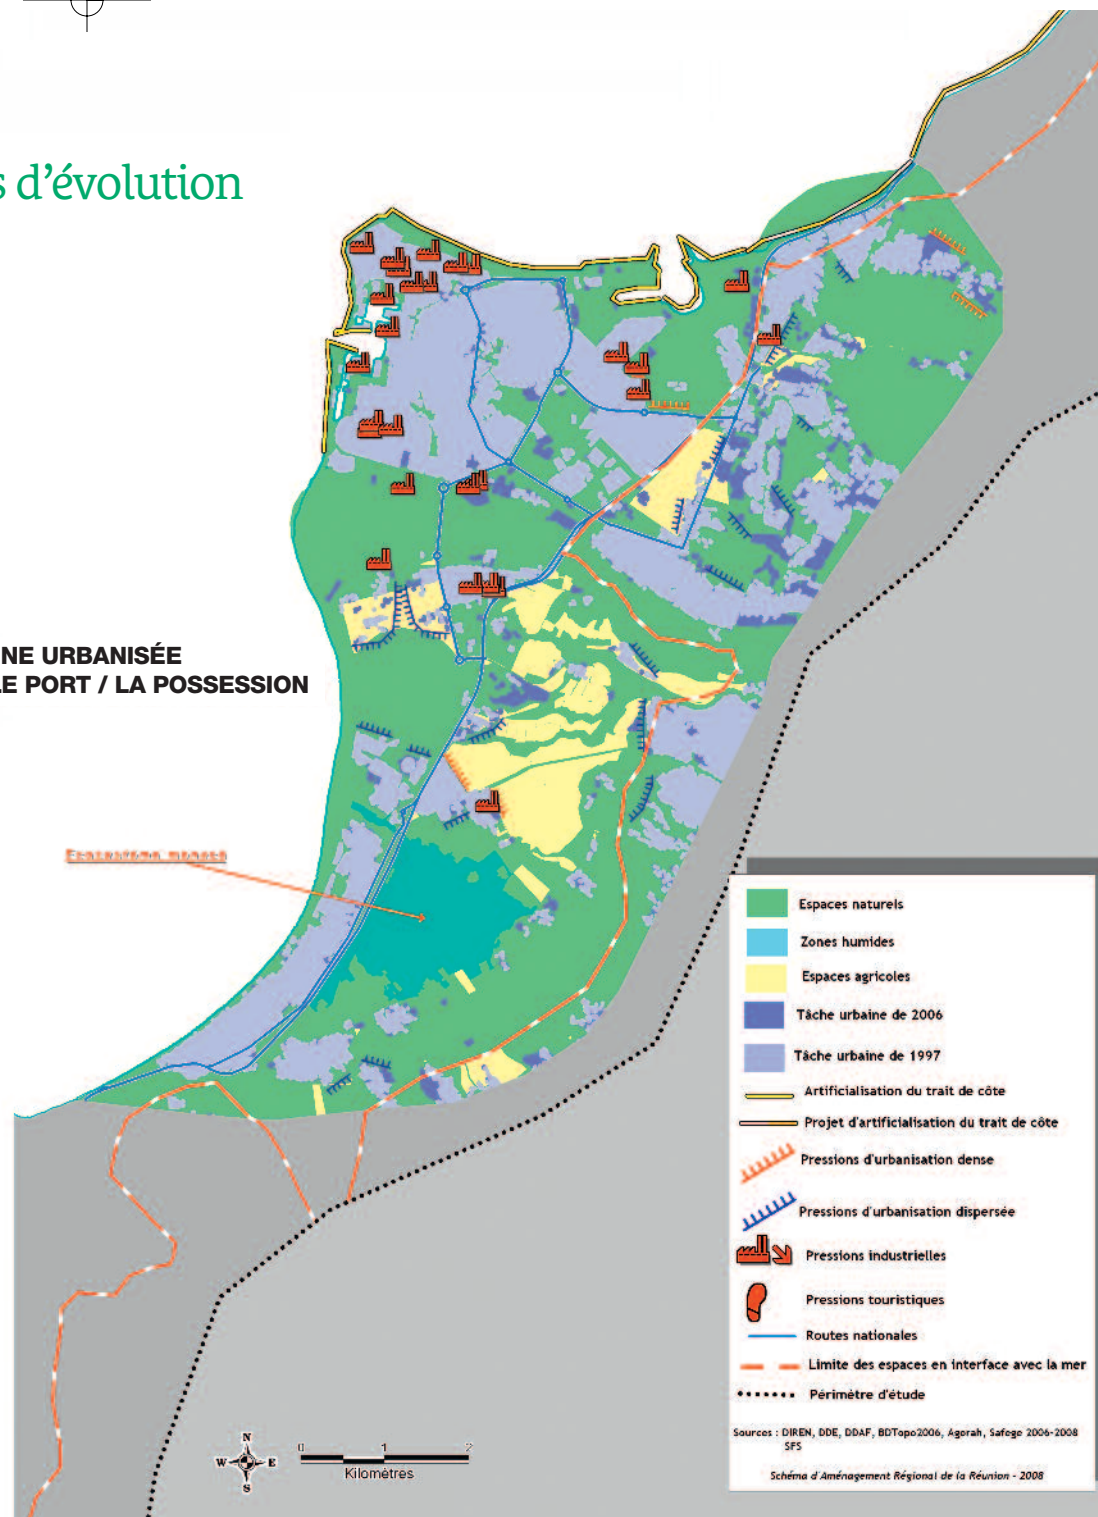 s d'évolution
NE URBANISÉE
LE PORT / LA POSSESSION
Espaces naturels
Zones humides
Espaces agricoles
Tâche urbaine de 2006
Tâche urbaine de 1997
Artificialisation du trait de côte
Projet d'artificialisation du trait de côte
Pressions d'urbanisation dense
Pressions d'urbanisation dispersée
Pressions industrielles
Pressions touristiques
Routes nationales
Limite des espaces en interface avec la mer
Périmètre d'étude
Sources : DIREN, DDE, DDAF, BDTopo2006, Agorah, Safege 2006-2008
SFS
Schéma d'Aménagement Régional de la Réunion - 2008
N
W E
S
0 1 2
Kilomètres